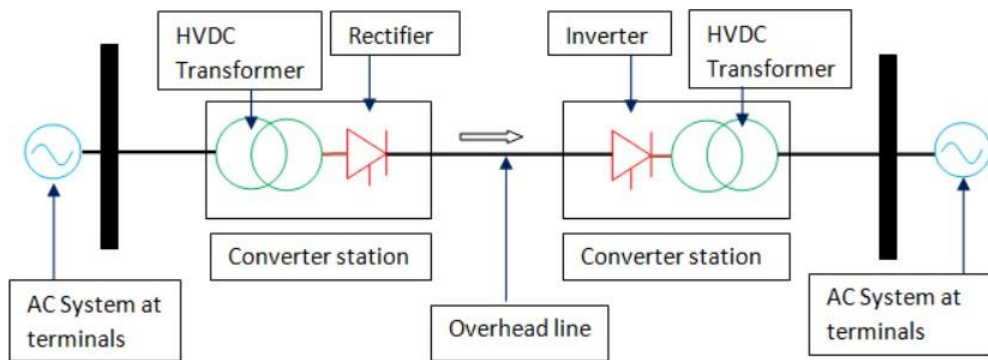 HVDC
Transformer
Rectifier
Inverter
HVDC
Transformer
Converter station
Converter station
AC System at
terminals
Overhead line
AC System at
terminals